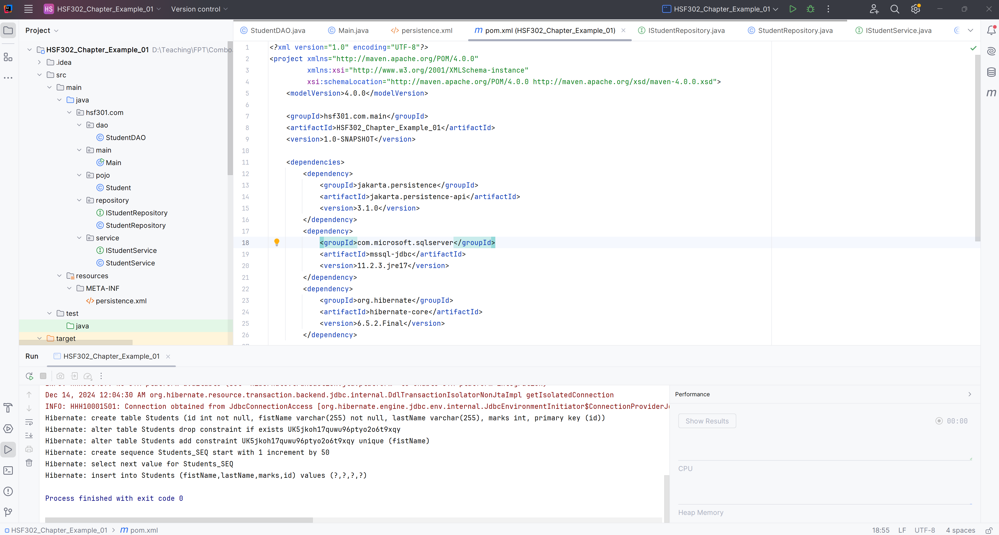 HS HSF302_Chapter_Example_01 Version control HSF302_Chapter_Example_01
Project
StudentDAO.java Main.java persistence.xml pom.xml (HSF302_Chapter_Example_01) IStudentRepository.java StudentRepository.java IStudentService.java
HSF302_Chapter_Example_01 D:\Teaching\FPT\Combo
.idea
src
main
java
hsf301.com
dao
StudentDAO
main
Main
pojo
Student
repository
IStudentRepository
StudentRepository
service
IStudentService
StudentService
resources
META-INF
persistence.xml
test
java
target
1 <?xml version="1.0" encoding="UTF-8"?>
2 <project xmlns="http://maven.apache.org/POM/4.0.0"
3 xmlns:xsi="http://www.w3.org/2001/XMLSchema-instance"
4 xsi:schemaLocation="http://maven.apache.org/POM/4.0.0 http://maven.apache.org/xsd/maven-4.0.0.xsd">
5 <modelVersion>4.0.0</modelVersion>
6
7 <groupId>hsf301.com.main</groupId>
8 <artifactId>HSF302_Chapter_Example_01</artifactId>
9 <version>1.0-SNAPSHOT</version>
10
11 <dependencies>
12 <dependency>
13 <groupId>jakarta.persistence</groupId>
14 <artifactId>jakarta.persistence-api</artifactId>
15 <version>3.1.0</version>
16 </dependency>
17 <dependency>
18 <groupId>com.microsoft.sqlserver</groupId>
19 <artifactId>mssql-jdbc</artifactId>
20 <version>11.2.3.jre17</version>
21 </dependency>
22 <dependency>
23 <groupId>org.hibernate</groupId>
24 <artifactId>hibernate-core</artifactId>
25 <version>6.5.2.Final</version>
26 </dependency>
Run HSF302_Chapter_Example_01
Dec 14, 2024 12:04:30 AM org.hibernate.resource.transaction.backend.jdbc.internal.DdlTransactionIsolatorNonJtaImpl getIsolatedConnection
INFO: HHH10001501: Connection obtained from JdbcConnectionAccess [org.hibernate.engine.jdbc.env.internal.JdbcEnvironmentInitiator$ConnectionProviderJ
Hibernate: create table Students (id int not null, fistName varchar(255) not null, lastName varchar(255), marks int, primary key (id))
Hibernate: alter table Students drop constraint if exists UK5jkoh17quwu96ptyo2o6t9xqy
Hibernate: alter table Students add constraint UK5jkoh17quwu96ptyo2o6t9xqy unique (fistName)
Hibernate: create sequence Students_SEQ start with 1 increment by 50
Hibernate: select next value for Students_SEQ
Hibernate: insert into Students (fistName,lastName,marks,id) values (?,?,?,?)
Process finished with exit code 0
Performance
Show Results 00:00
CPU
Heap Memory
HSF302_Chapter_Example_01 > m pom.xml 18:55 LF UTF-8 4 spaces